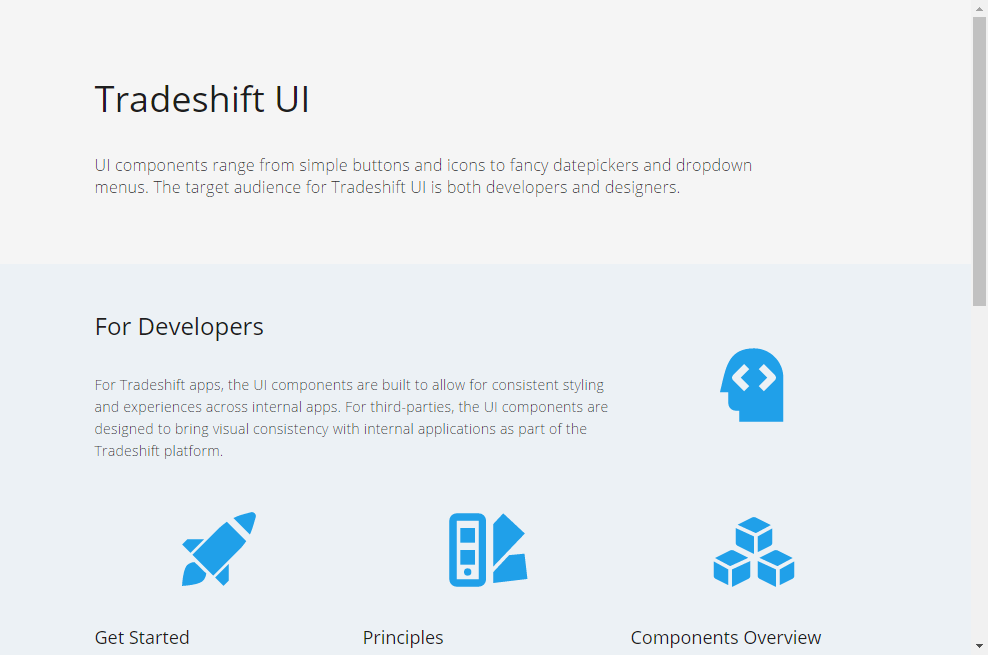 Tradeshift UI
UI components range from simple buttons and icons to fancy datepickers and dropdown
menus. The target audience for Tradeshift UI is both developers and designers.
For Developers
For Tradeshift apps, the UI components are built to allow for consistent styling
and experiences across internal apps. For third-parties, the UI components are
designed to bring visual consistency with internal applications as part of the
Tradeshift platform.
Get Started
Principles
Components Overview